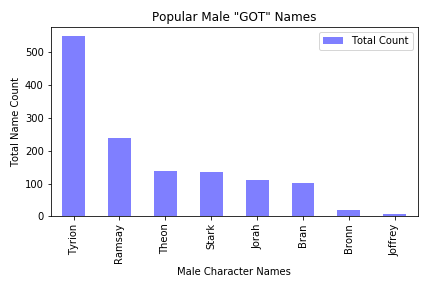 Popular Male "GOT" Names
Total Count
Total Name Count
500
400
300
200
100
0
Tyrion
Ramsay
Theon
Stark
Jorah
Bran
Bronn
Joffrey
Male Character Names